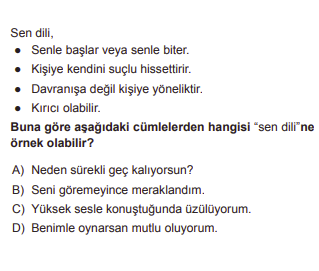 Sen dili,
● Senle başlar veya senle biter.
● Kişiye kendini suçlu hissettirir.
● Davranışa değil kişiye yöneliktir.
● Kırıcı olabilir.
Buna göre aşağıdaki cümlelerden hangisi “sen dili”ne
örnek olabilir?
A) Neden sürekli geç kalıyorsun?
B) Seni göremeyince meraklandım.
C) Yüksek sesle konuştuğunda üzülüyorum.
D) Benimle oynarsan mutlu oluyorum.